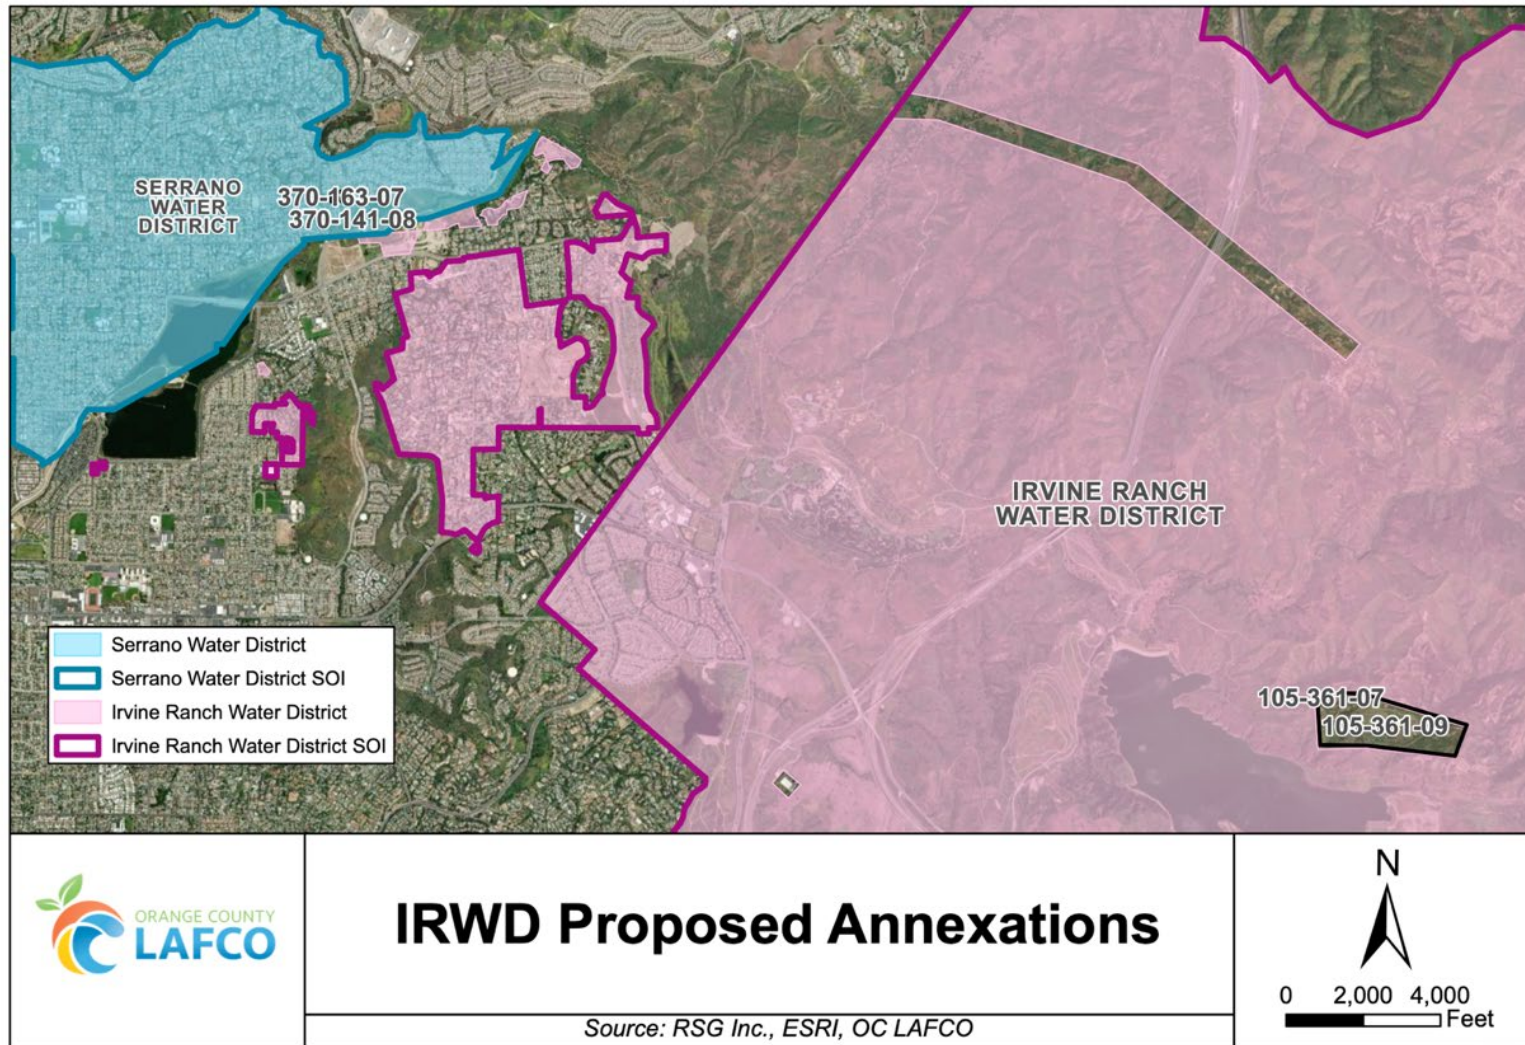 SERRANO
WATER
DISTRICT
370-163-07
370-141-08
IRVINE RANCH
WATER DISTRICT
105-361-07
105-361-09
Serrano Water District
Serrano Water District SOI
Irvine Ranch Water District
Irvine Ranch Water District SOI
ORANGE COUNTY
LAFCO
IRWD Proposed Annexations
Source: RSG Inc., ESRI, OC LAFCO
N
0 2,000 4,000
Feet